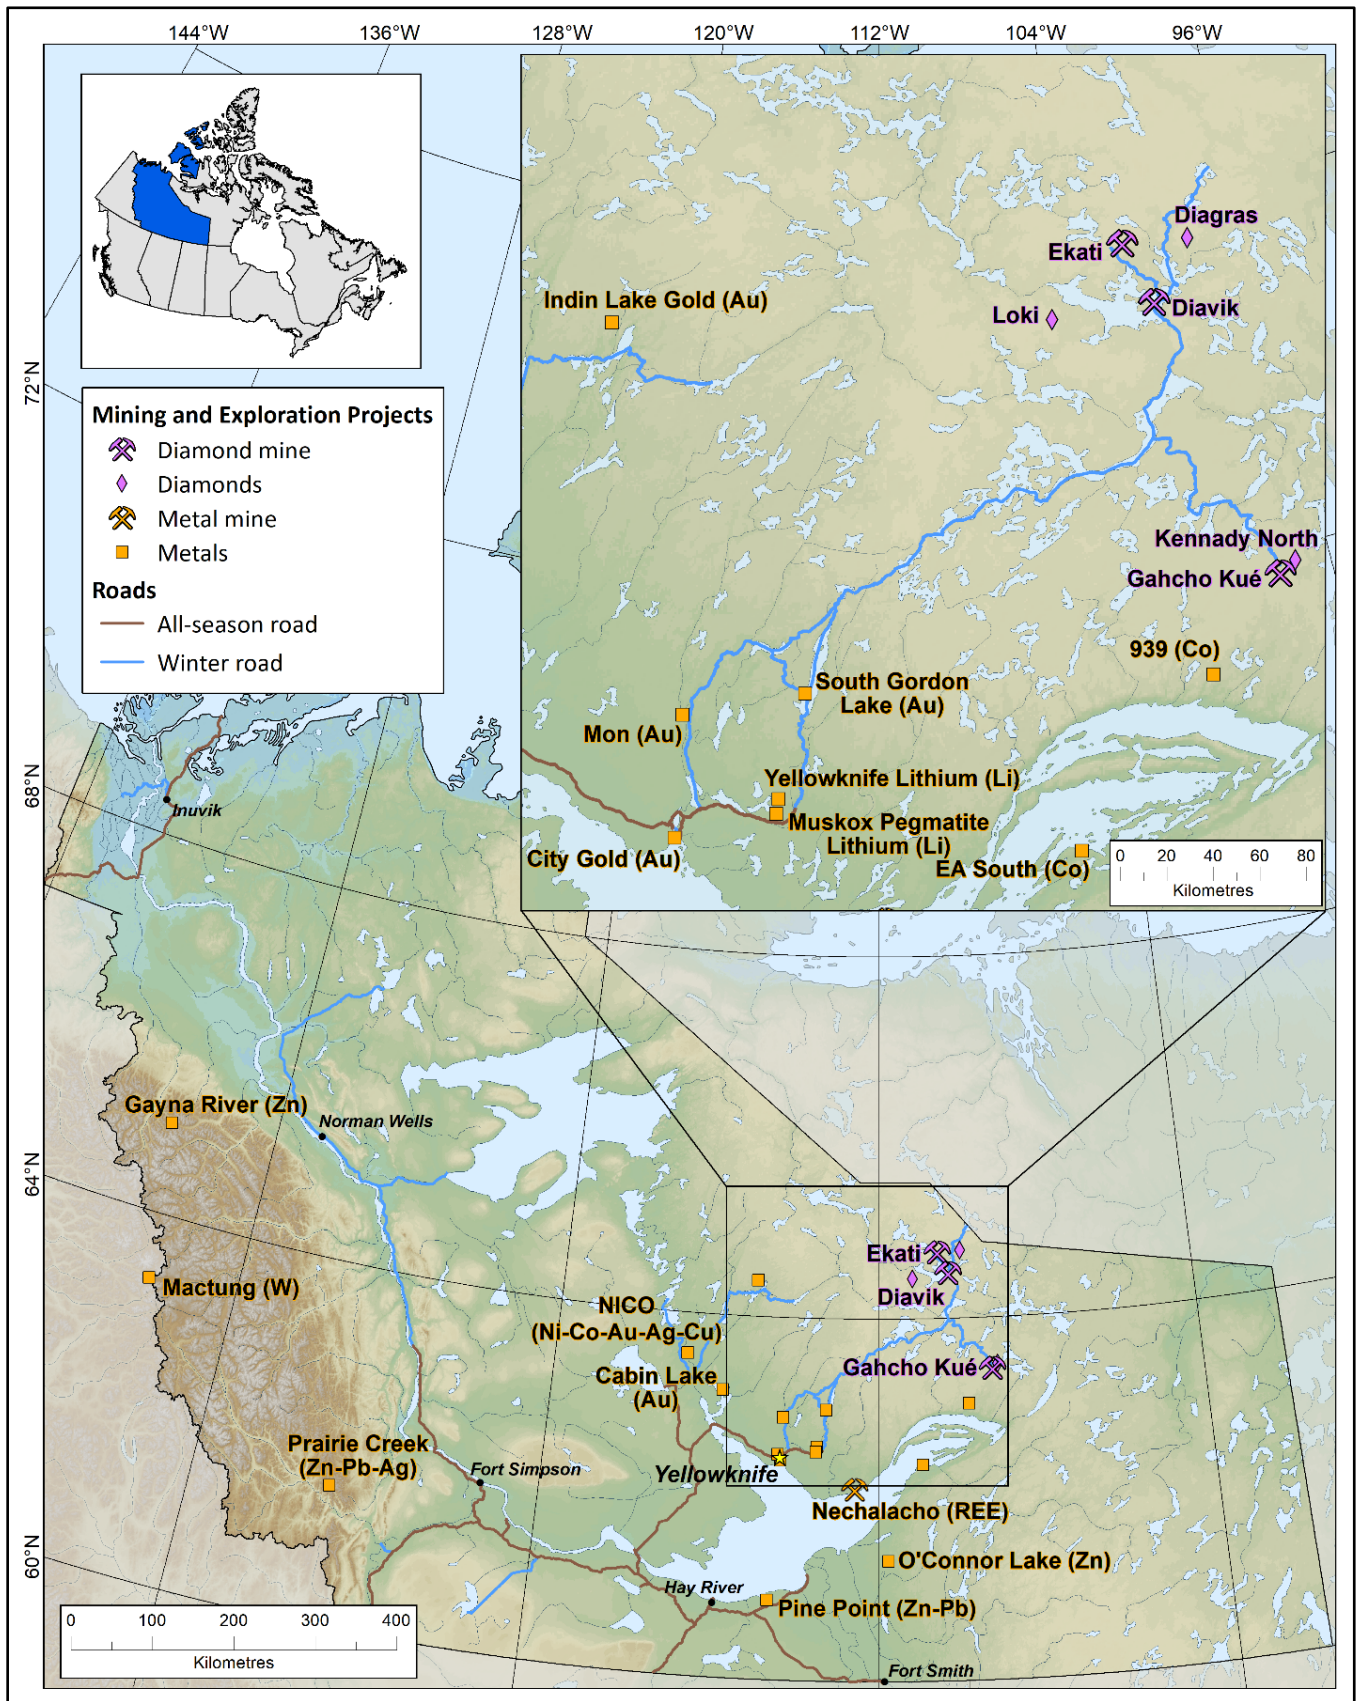 144°W
136°W
128°W
120°W
112°W
104°W
96°W
72°N
68°N
64°N
60°N
Mining and Exploration Projects
Diamond mine
Diamonds
Metal mine
Metals
Roads
All-season road
Winter road
Diagras
Ekati
Diavik
Loki
Indin Lake Gold (Au)
Kennady North
Gahcho Kué
939 (Co)
South Gordon
Lake (Au)
Mon (Au)
Yellowknife Lithium (Li)
Muskox Pegmatite
Lithium (Li)
City Gold (Au)
EA South (Co)
0 20 40 60 80
Kilometres
Inuvik
Gayna River (Zn)
Norman Wells
Mactung (W)
Ekati
Diavik
NICO
(Ni-Co-Au-Ag-Cu)
Cabin Lake
(Au)
Gahcho Kué
Prairie Creek
(Zn-Pb-Ag)
Fort Simpson
Yellowknife
Nechalacho (REE)
O'Connor Lake (Zn)
Hay River
Pine Point (Zn-Pb)
Fort Smith
0 100 200 300 400
Kilometres